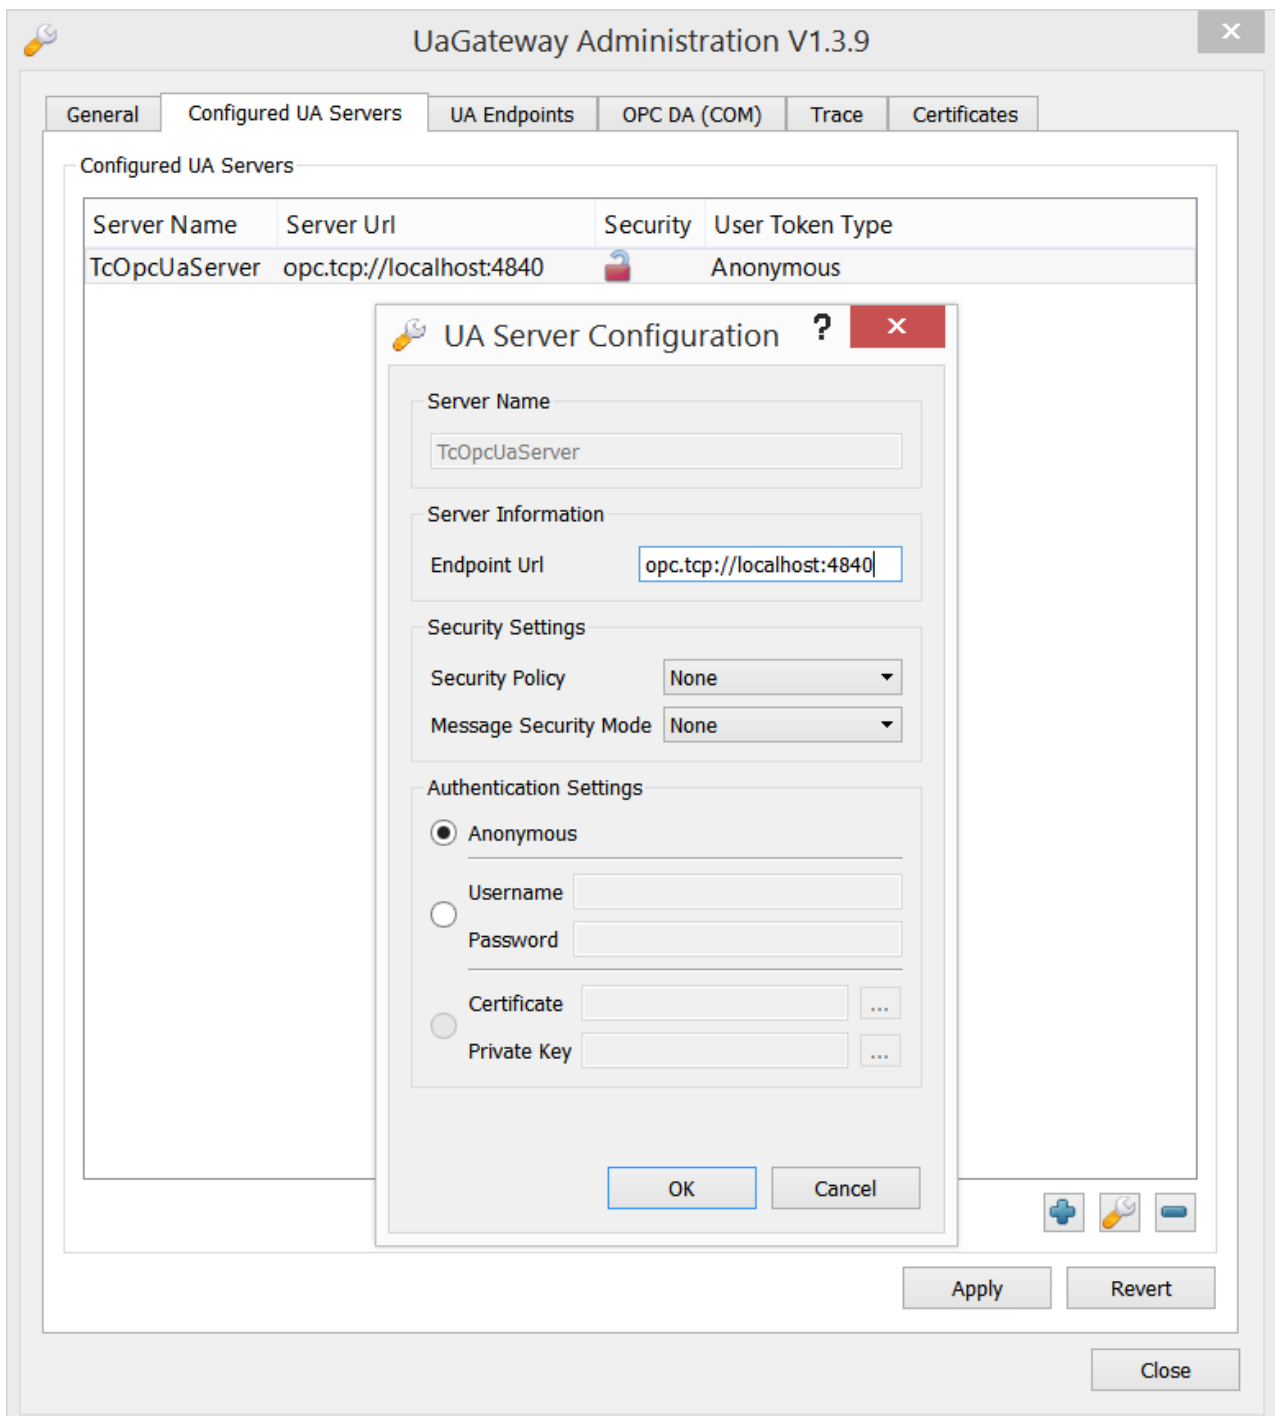 UaGateway Administration V1.3.9
General Configured UA Servers UA Endpoints OPC DA (COM) Trace Certificates
Configured UA Servers
Server Name Server Url Security User Token Type
TcOpcUaServer opc.tcp://localhost:4840 Anonymous
UA Server Configuration ?
Server Name
TcOpcUaServer
Server Information
Endpoint Url opc.tcp://localhost:4840
Security Settings
Security Policy None
Message Security Mode None
Authentication Settings
Anonymous
Username
Password
Certificate ...
Private Key ...
OK Cancel
Apply Revert
Close